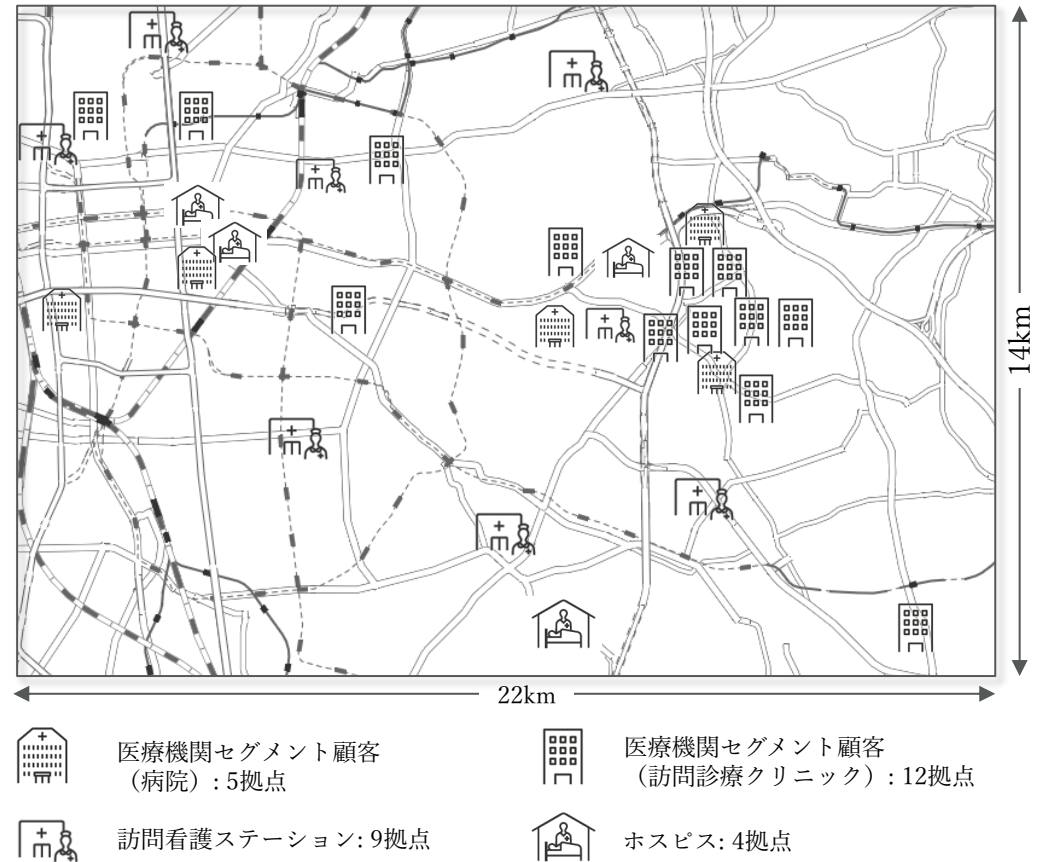 14km
22km
医療機関セグメント顧客
（病院）: 5拠点
医療機関セグメント顧客
（訪問診療クリニック）: 12拠点
訪問看護ステーション: 9拠点
ホスピス: 4拠点